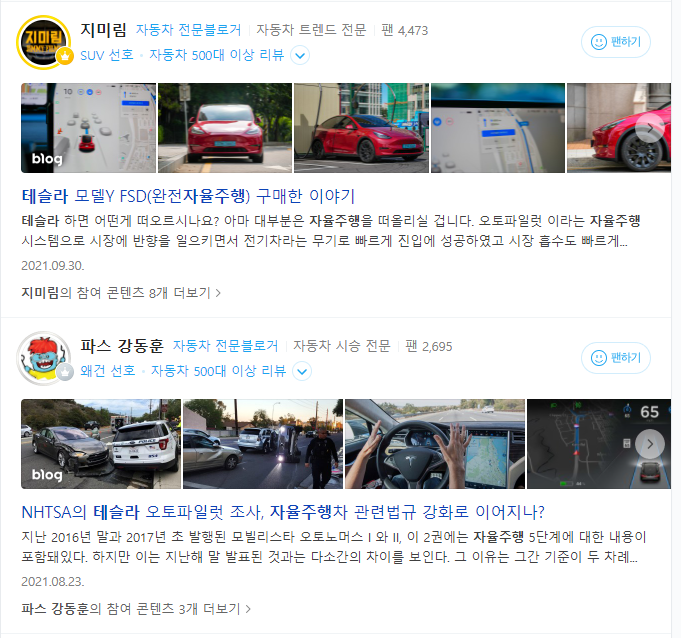 지미림 자동차 전문블로거 자동차 트렌드 전문 팬 4,473
SUV 선호 · 자동차 500대 이상 리뷰
팬하기
지미림
blog
10
테슬라 모델Y FSD(완전자율주행) 구매한 이야기
테슬라 하면 어떤게 떠오르시나요? 아마 대부분은 자율주행을 떠올리실 겁니다. 오토파일럿 이라는 자율주행
시스템으로 시장에 반향을 일으키면서 전기차라는 무기로 빠르게 진입에 성공하였고 시장 흡수도 빠르게...
2021.09.30.
지미림의 참여 콘텐츠 8개 더보기 >
파스 강동훈 자동차 전문블로거 자동차 시승 전문 팬 2,695
왜건 선호 · 자동차 500대 이상 리뷰
팬하기
blog
POLICE
65
NHTSA의 테슬라 오토파일럿 조사, 자율주행차 관련법규 강화로 이어지나?
지난 2016년 말과 2017년 초 발행된 모빌리스타 오토노머스 I 와 II, 이 2권에는 자율주행 5단계에 대한 내용이
포함돼있다. 하지만 이는 지난해 말 발표된 것과는 다소간의 차이를 보인다. 그 이유는 그간 기준이 두 차례...
2021.08.23.
파스 강동훈의 참여 콘텐츠 3개 더보기 >